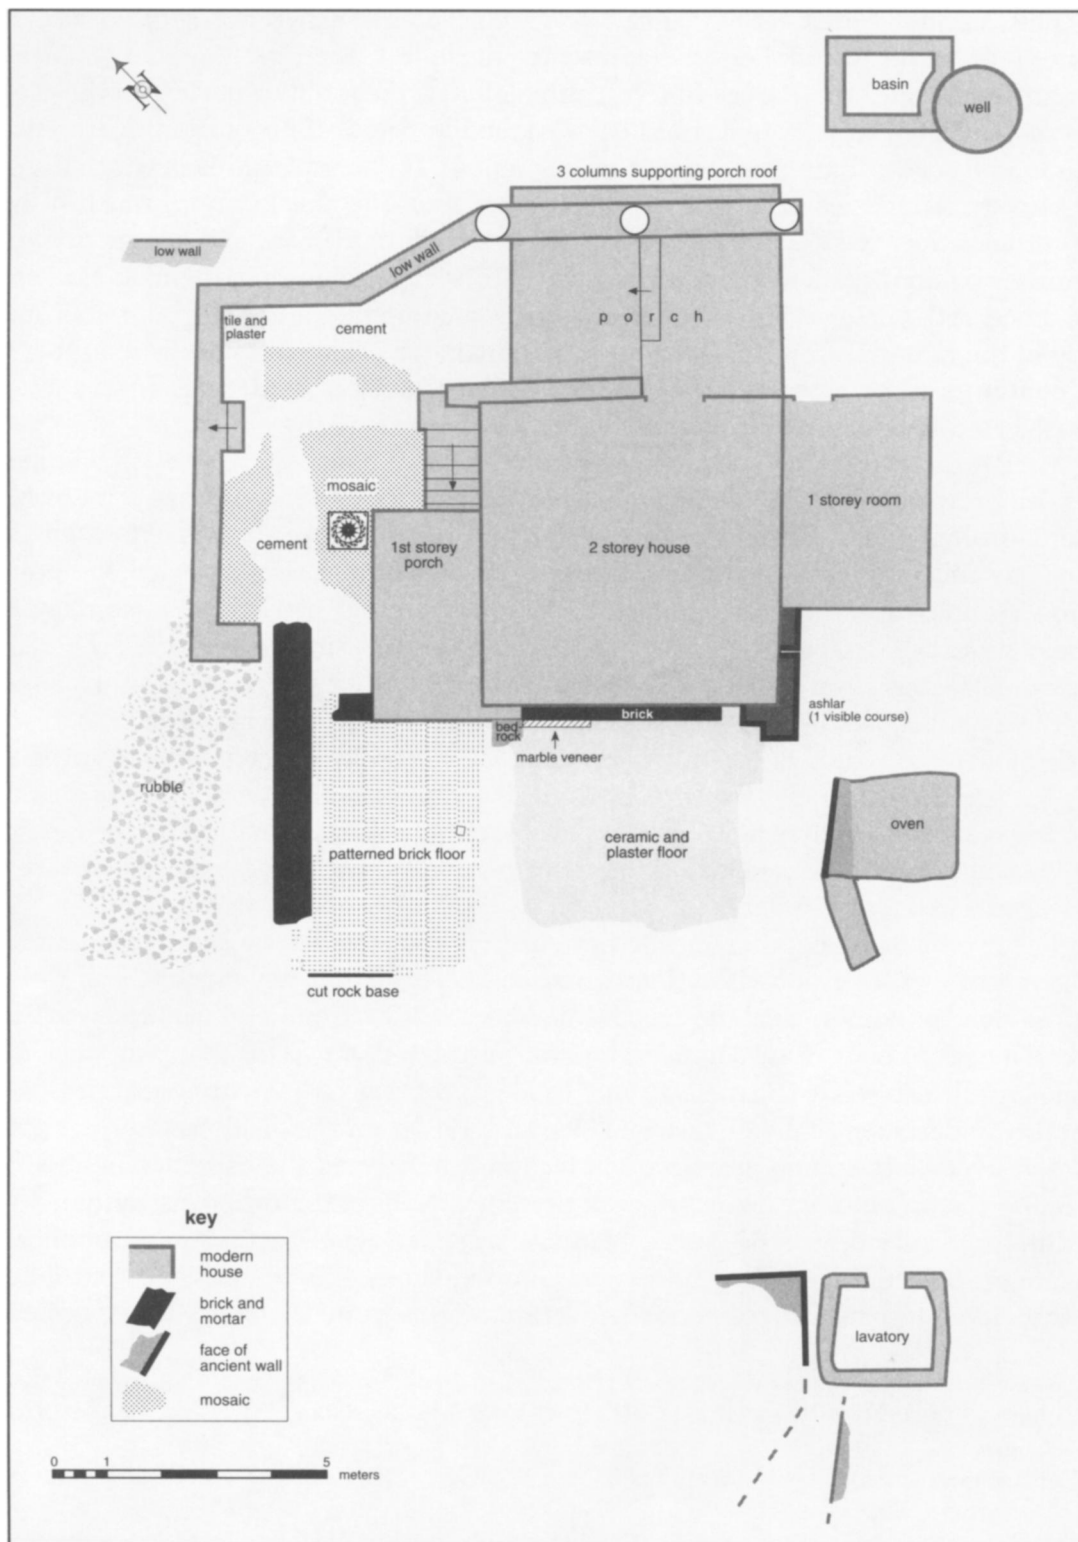 N
basin
well
3 columns supporting porch roof
low wall
low wall
tile and
plaster
cement
porch
mosaic
cement
1st storey
porch
2 storey house
1 storey room
brick
bed
rock
marble veneer
ashlar
(1 visible course)
rubble
patterned brick floor
ceramic and
plaster floor
oven
cut rock base
key
modern
house
brick and
mortar
face of
ancient wall
mosaic
lavatory
0 1 5 meters